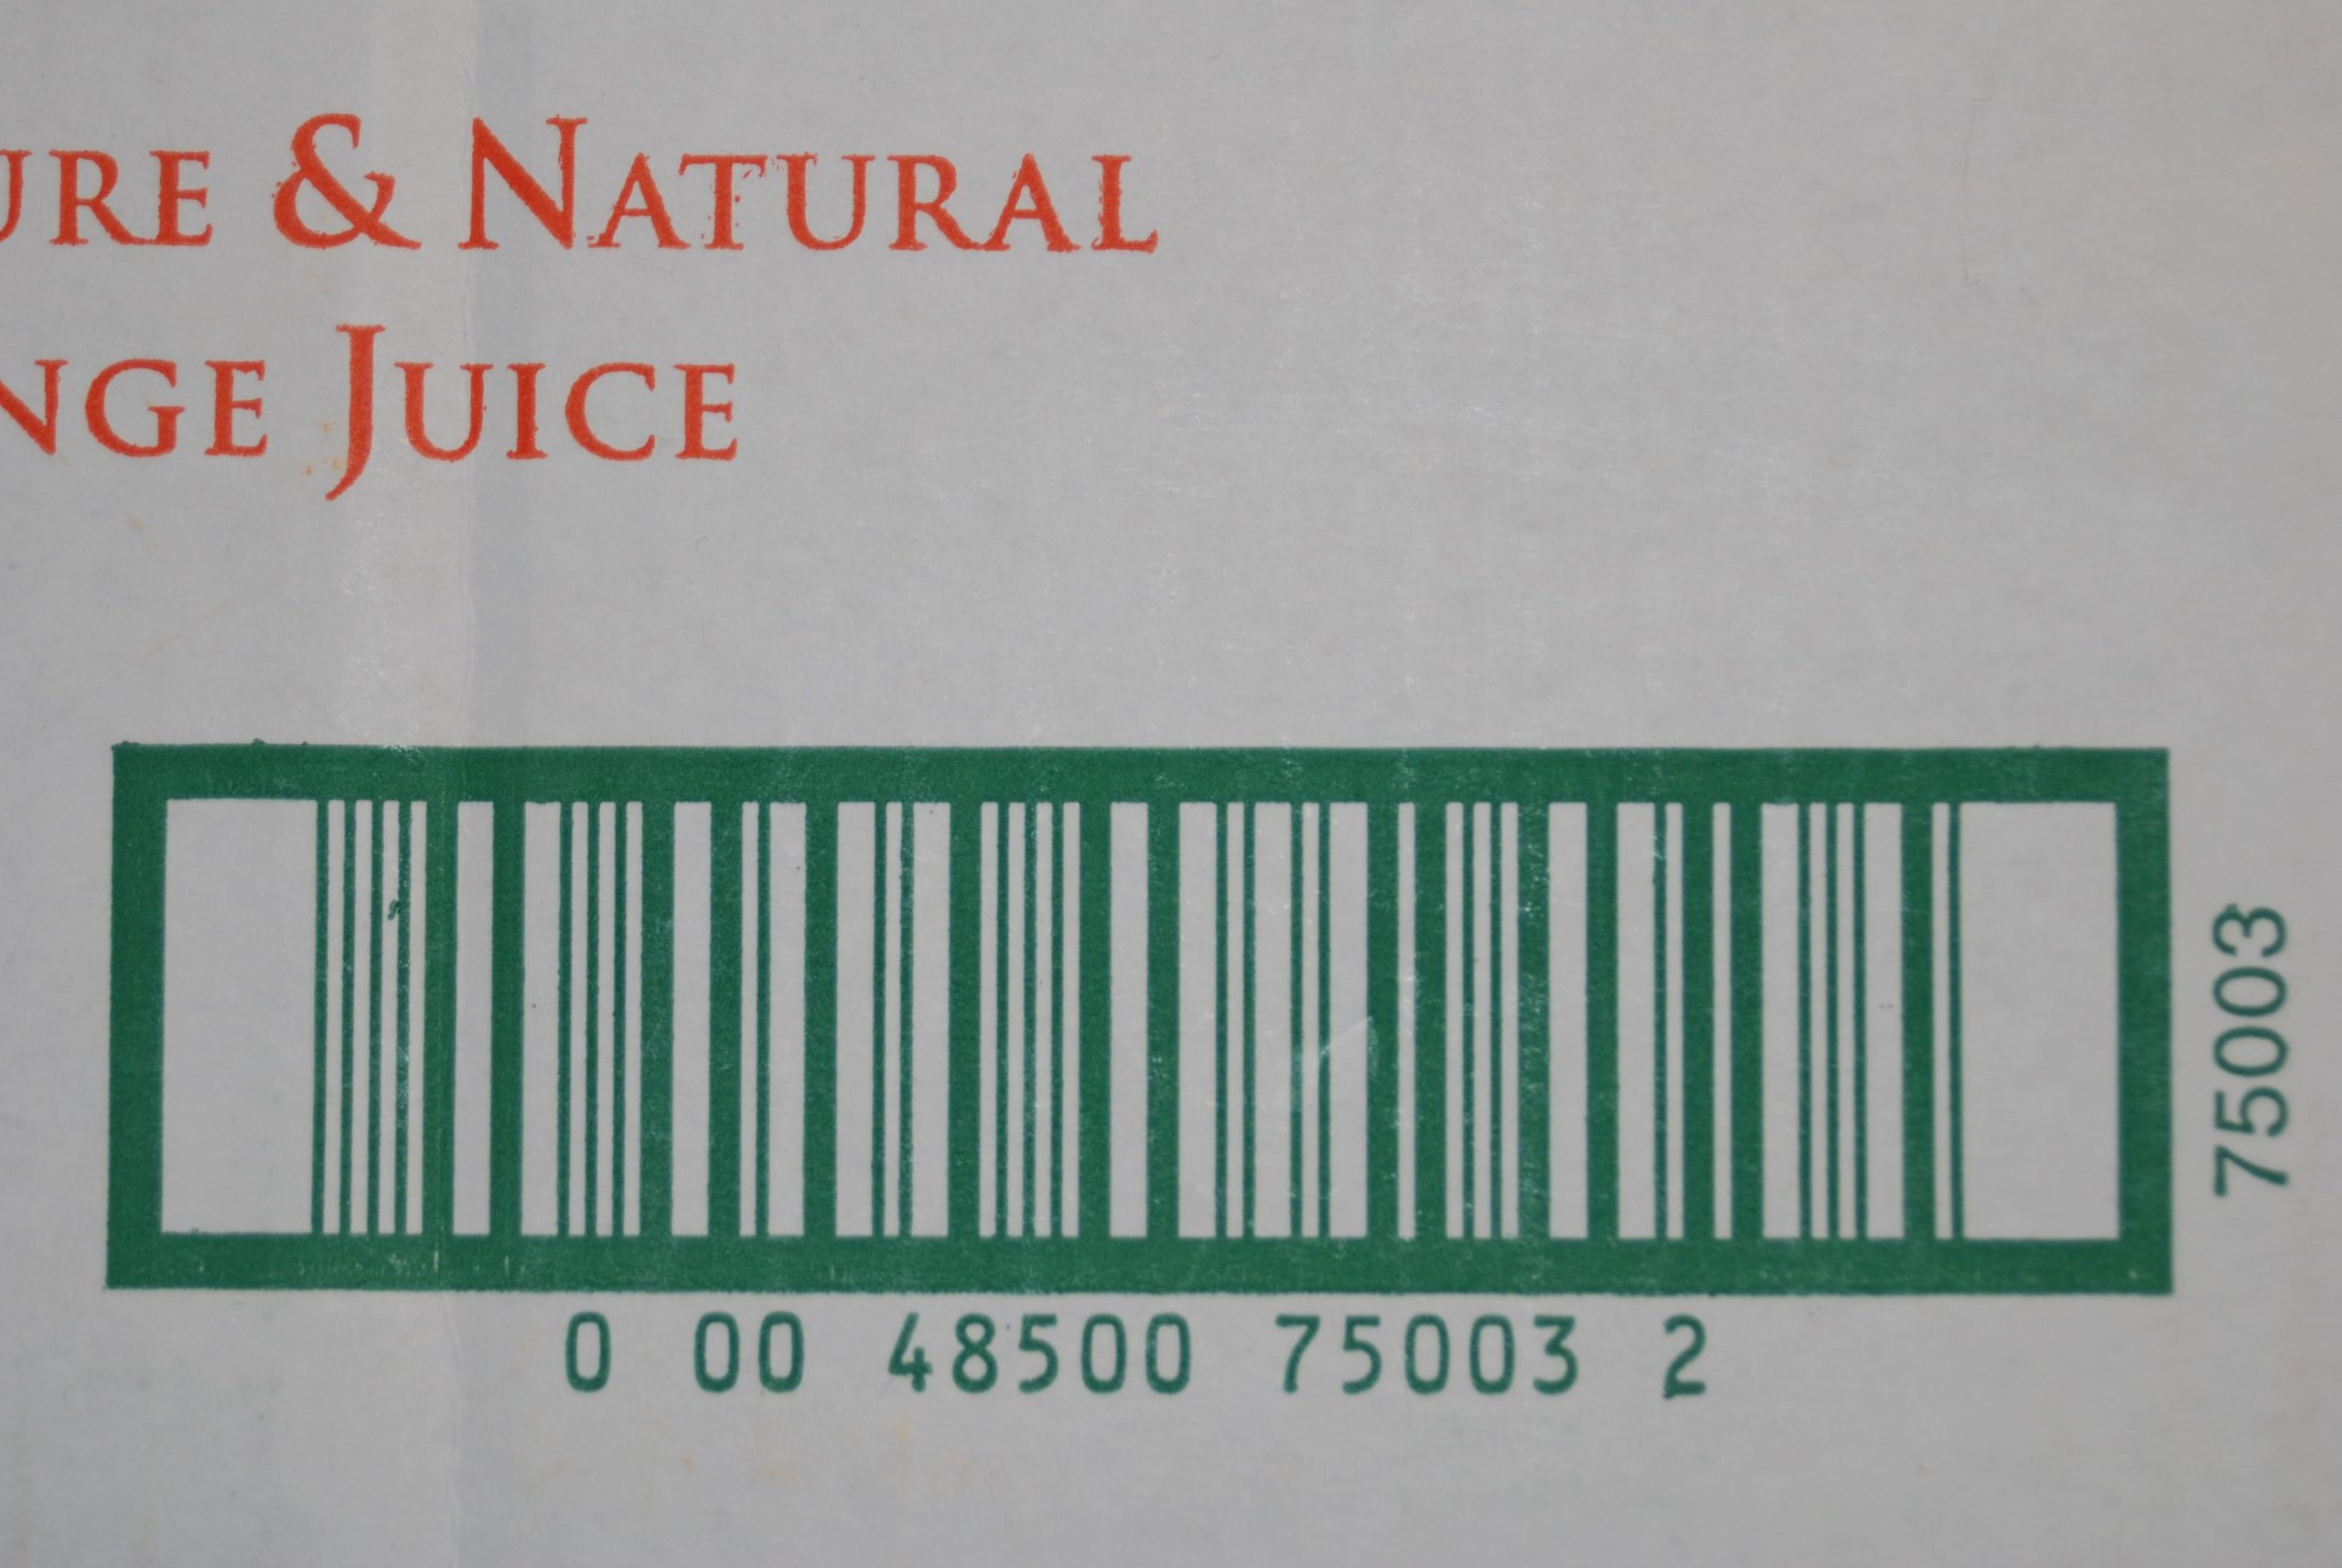 URE & NATURAL
NGE JUICE
0 00 48500 75003 2
75003